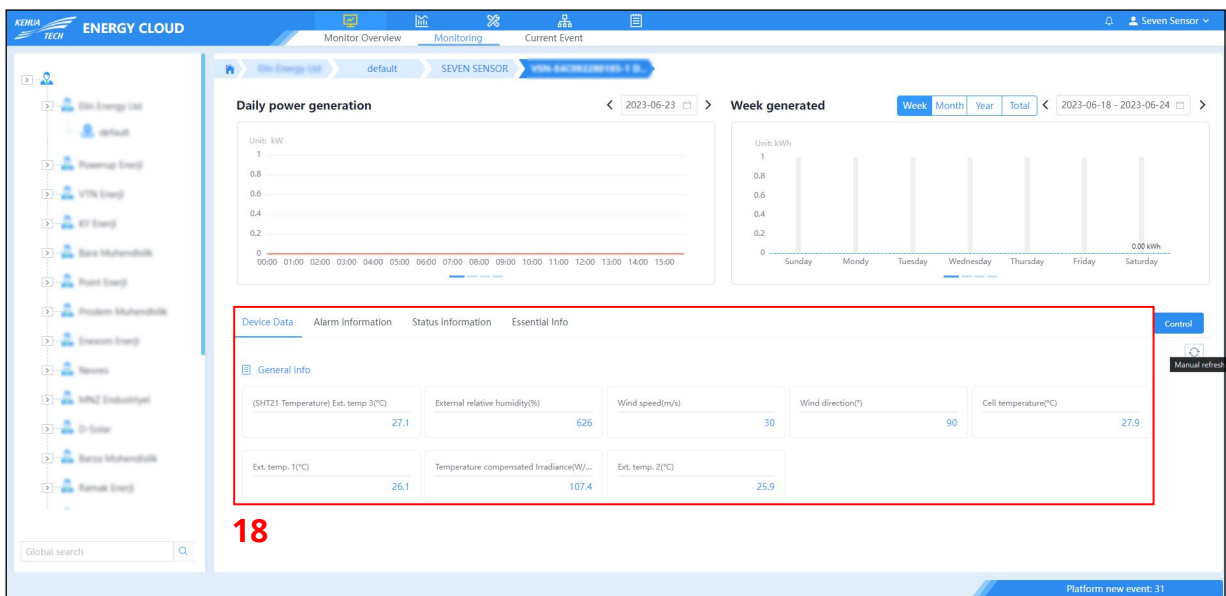 KEHUA TECH ENERGY CLOUD
Seven Sensor
Monitor Overview Monitoring Current Event
default SEVEN SENSOR
default
Global search
Daily power generation
2023-06-23
Unit: kW
1
0.8
0.6
0.4
0.2
0
00:00 01:00 02:00 03:00 04:00 05:00 06:00 07:00 08:00 09:00 10:00 11:00 12:00 13:00 14:00 15:00
Week generated
Week Month Year Total
2023-06-18 - 2023-06-24
Unit: kWh
1
0.8
0.6
0.4
0.2
0
0.00 kWh
Sunday Mondy Tuesday Wednesday Thursday Friday Saturday
Device Data Alarm information Status information Essential Info
Control
Manual refresh
General info
(SHT21 Temperature) Ext. temp 3(°C)
27.1
External relative humidity(%)
626
Wind speed(m/s)
30
Wind direction(°)
90
Cell temperature(°C)
27.9
Ext. temp. 1(°C)
26.1
Temperature compensated Irradiance(W/...
107.4
Ext. temp. 2(°C)
25.9
18
Platform new event: 31